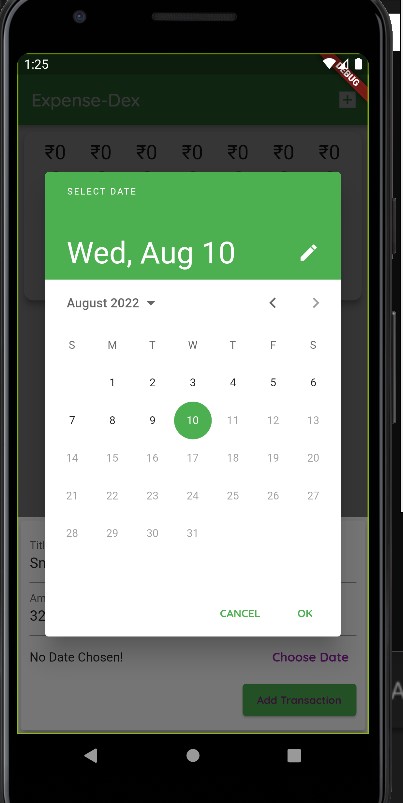 1:25
DEBUG
Expense-Dex
₹0 ₹0 ₹0 ₹0 ₹0 ₹0 ₹0
SELECT DATE
Wed, Aug 10
August 2022
S M T W T F S
1 2 3 4 5 6
7 8 9 10 11 12 13
14 15 16 17 18 19 20
21 22 23 24 25 26 27
28 29 30 31
CANCEL OK
Titl
Sn
Am
32
No Date Chosen! Choose Date
Add Transaction
A